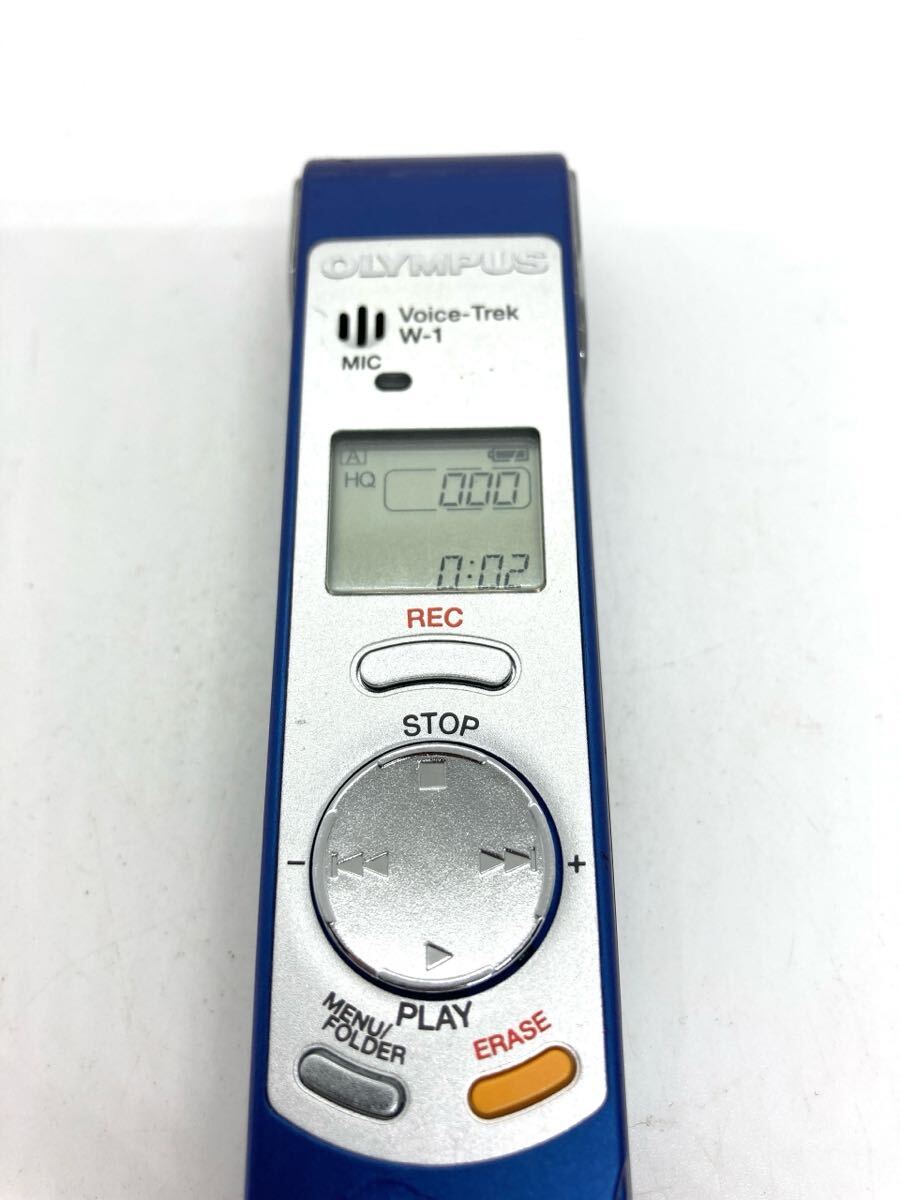 OLYMPUS
Voice-Trek
W-1
MIC
A
HQ
000
0:02
REC
STOP
- +
PLAY
MENU/
FOLDER
ERASE